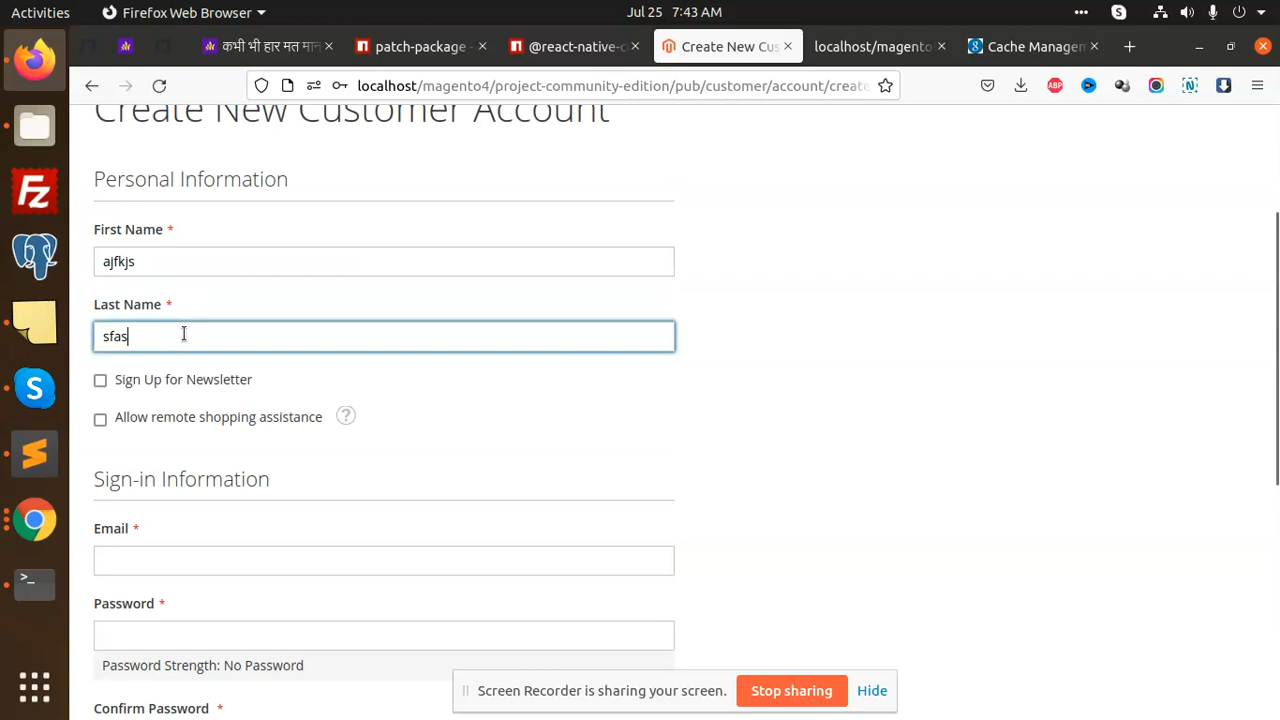 Activities
Firefox Web Browser
Jul 25 7:43 AM
कभी भी हार मत मान
patch-package -
@react-native-c
Create New Cus
localhost/magento
Cache Managem
localhost/magento4/project-community-edition/pub/customer/account/create
ABP
Create New Customer Account
Personal Information
First Name *
ajfkjs
Last Name *
sfas
Sign Up for Newsletter
Allow remote shopping assistance ?
Sign-in Information
Email *
Password *
Password Strength: No Password
Screen Recorder is sharing your screen. Stop sharing Hide
Confirm Password *